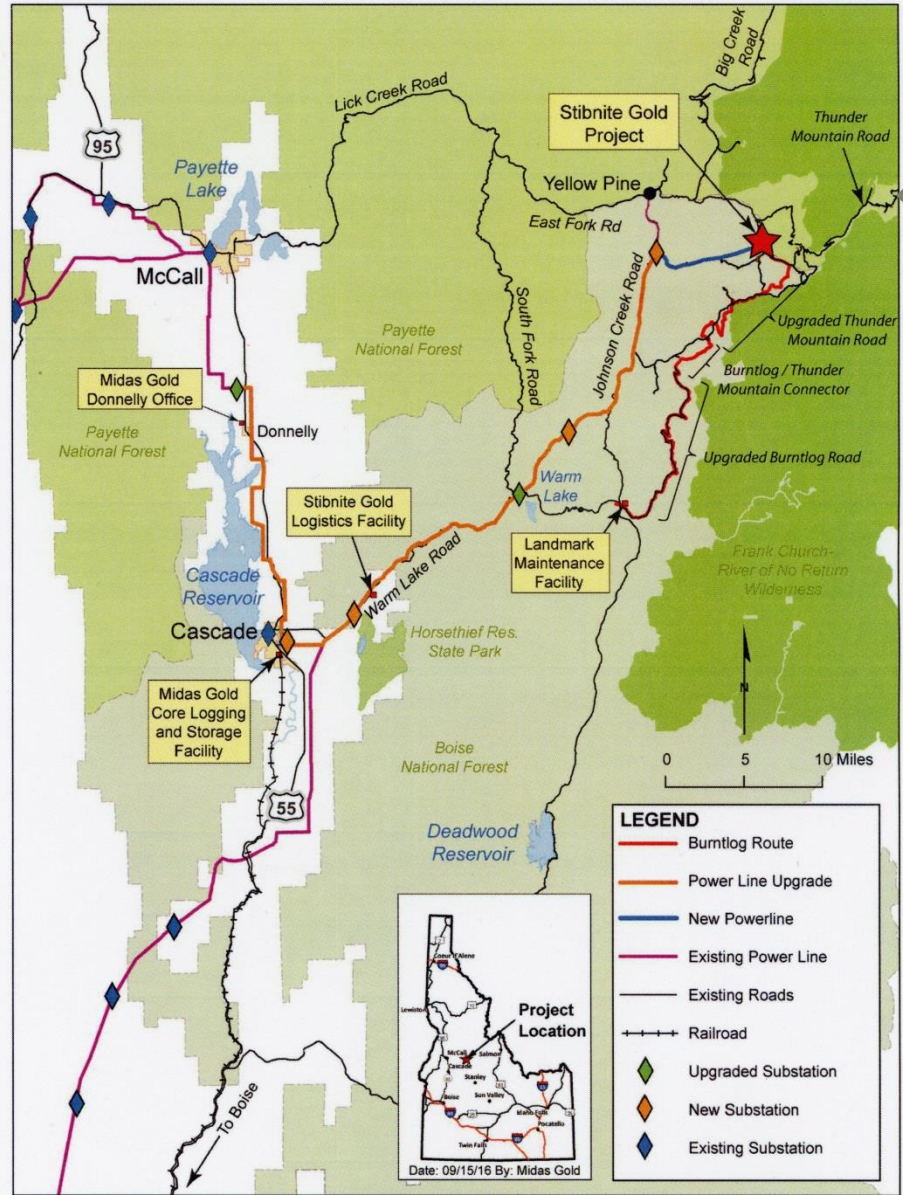 Big Creek
Road
Lick Creek Road
Stibnite Gold
Project
Thunder
Mountain Road
95
Payette
Lake
Yellow Pine
East Fork Rd
McCall
South Fork Road
Johnson Creek Road
Payette
National Forest
Upgraded Thunder
Mountain Road
Burntlog / Thunder
Mountain Connector
Midas Gold
Donnelly Office
Donnelly
Payette
National Forest
Upgraded Burntlog Road
Stibnite Gold
Logistics Facility
Warm
Lake
Landmark
Maintenance
Facility
Warm Lake Road
Frank Church-
River of No Return
Wilderness
Cascade
Reservoir
Cascade
Horsethief Res.
State Park
N
Midas Gold
Core Logging
and Storage
Facility
Boise
National Forest
0 5 10 Miles
55
Deadwood
Reservoir
LEGEND
Burntlog Route
Power Line Upgrade
New Powerline
Existing Power Line
Existing Roads
Railroad
Upgraded Substation
New Substation
Existing Substation
Coeur d'Alene
Lewiston
Project
Location
McCall
Salmon
Cascade
Stanley
Boise
Sun Valley
Idaho Falls
Pocatello
Twin Falls
Date: 09/15/16 By: Midas Gold
To Boise